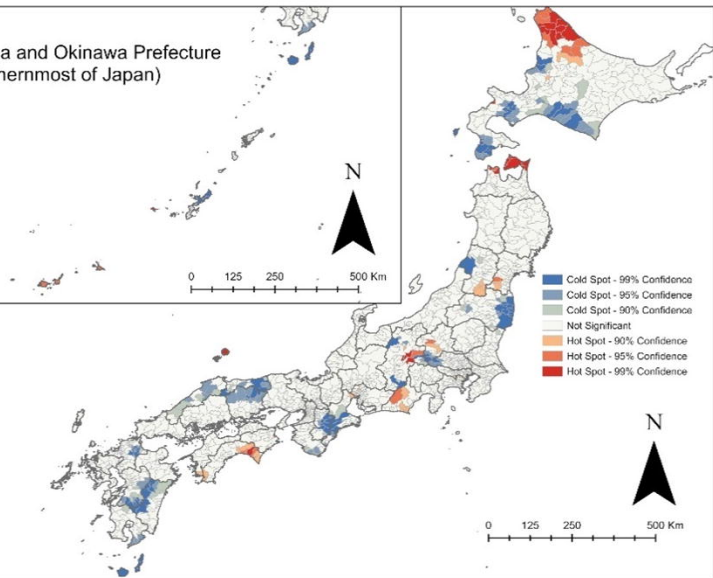 a and Okinawa Prefecture
hernmost of Japan)
N
0 125 250 500 Km
Cold Spot - 99% Confidence
Cold Spot - 95% Confidence
Cold Spot - 90% Confidence
Not Significant
Hot Spot - 90% Confidence
Hot Spot - 95% Confidence
Hot Spot - 99% Confidence
N
0 125 250 500 Km